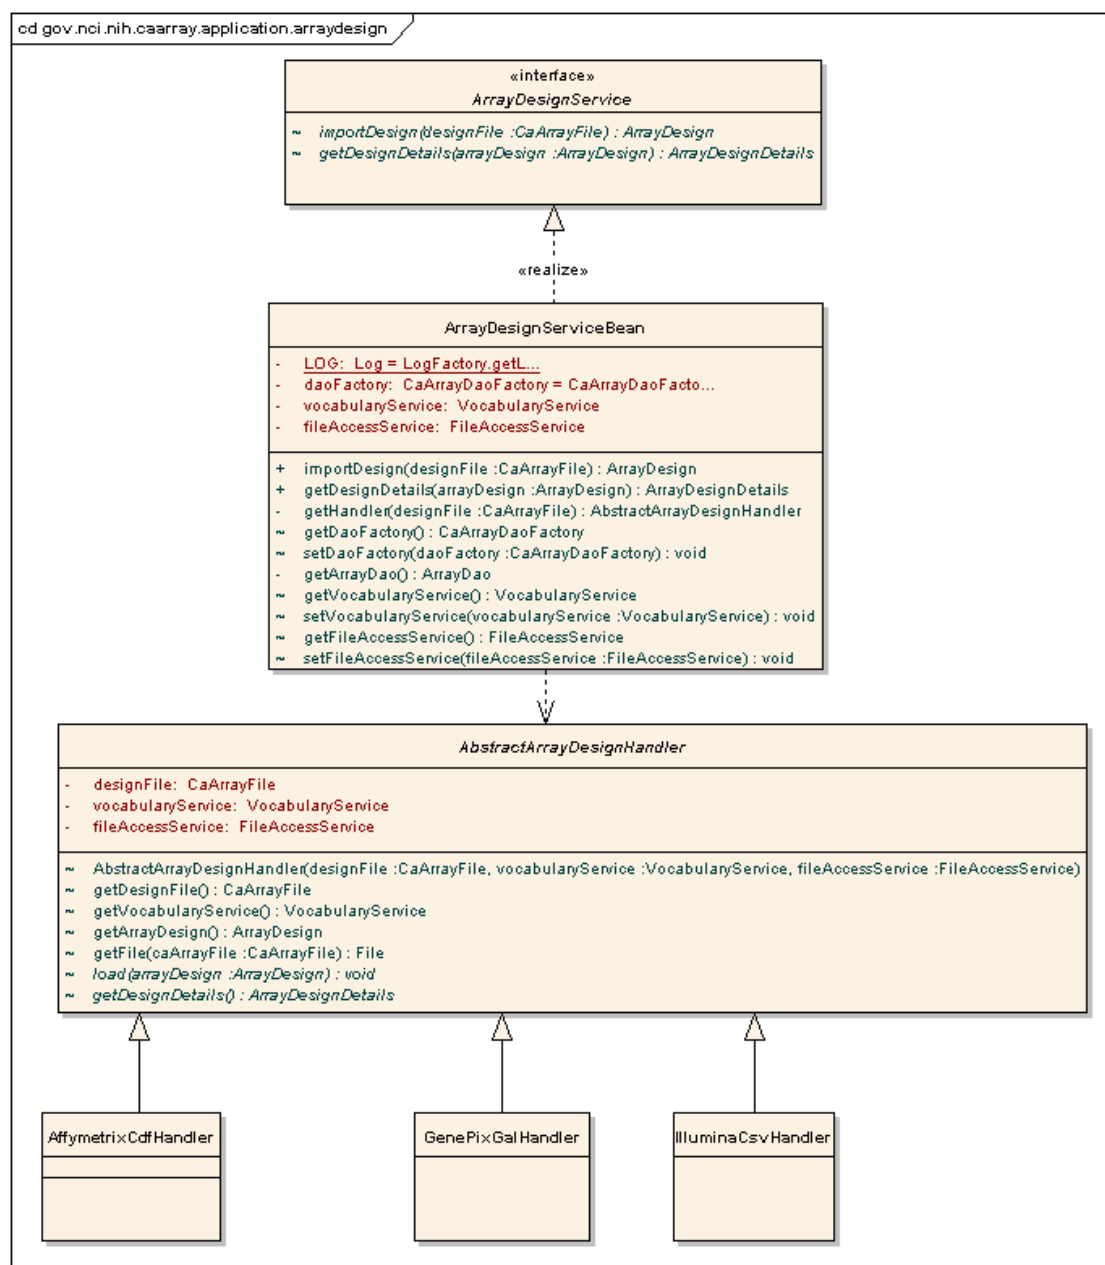 cd gov.nci.nih.caarray.application.arraydesign
«interface»
ArrayDesignService
~ importDesign(designFile :CaArrayFile) : ArrayDesign
~ getDesignDetails(arrayDesign :ArrayDesign) : ArrayDesignDetails
«realize»
ArrayDesignServiceBean
- LOG: Log = LogFactory.getL...
- daoFactory: CaArrayDaoFactory = CaArrayDaoFacto...
- vocabularyService: VocabularyService
- fileAccessService: FileAccessService
+ importDesign(designFile :CaArrayFile) : ArrayDesign
+ getDesignDetails(arrayDesign :ArrayDesign) : ArrayDesignDetails
- getHandler(designFile :CaArrayFile) : AbstractArrayDesignHandler
~ getDaoFactory() : CaArrayDaoFactory
~ setDaoFactory(daoFactory :CaArrayDaoFactory) : void
- getArrayDao() : ArrayDao
~ getVocabularyService() : VocabularyService
~ setVocabularyService(vocabularyService :VocabularyService) : void
~ getFileAccessService() : FileAccessService
~ setFileAccessService(fileAccessService :FileAccessService) : void
AbstractArrayDesignHandler
- designFile: CaArrayFile
- vocabularyService: VocabularyService
- fileAccessService: FileAccessService
~ AbstractArrayDesignHandler(designFile :CaArrayFile, vocabularyService :VocabularyService, fileAccessService :FileAccessService)
~ getDesignFile() : CaArrayFile
~ getVocabularyService() : VocabularyService
~ getArrayDesign() : ArrayDesign
~ getFile(caArrayFile :CaArrayFile) : File
~ load(arrayDesign :ArrayDesign) : void
~ getDesignDetails() : ArrayDesignDetails
AffymetrixCdfHandler
GenePixGalHandler
IlluminaCsvHandler